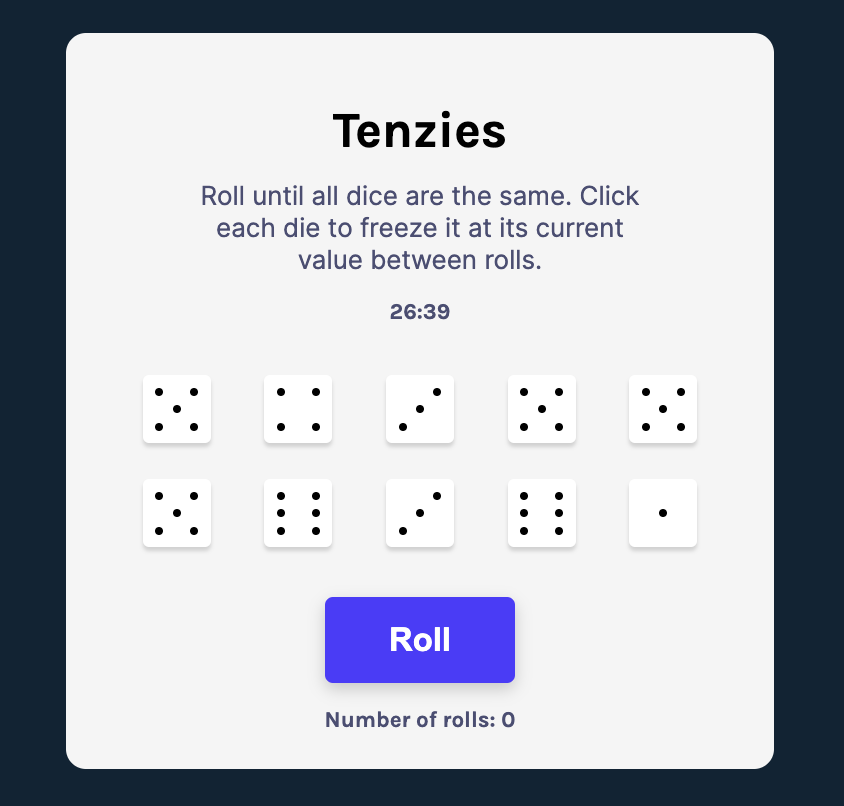 Tenzies
Roll until all dice are the same. Click
each die to freeze it at its current
value between rolls.
26:39
Roll
Number of rolls: 0